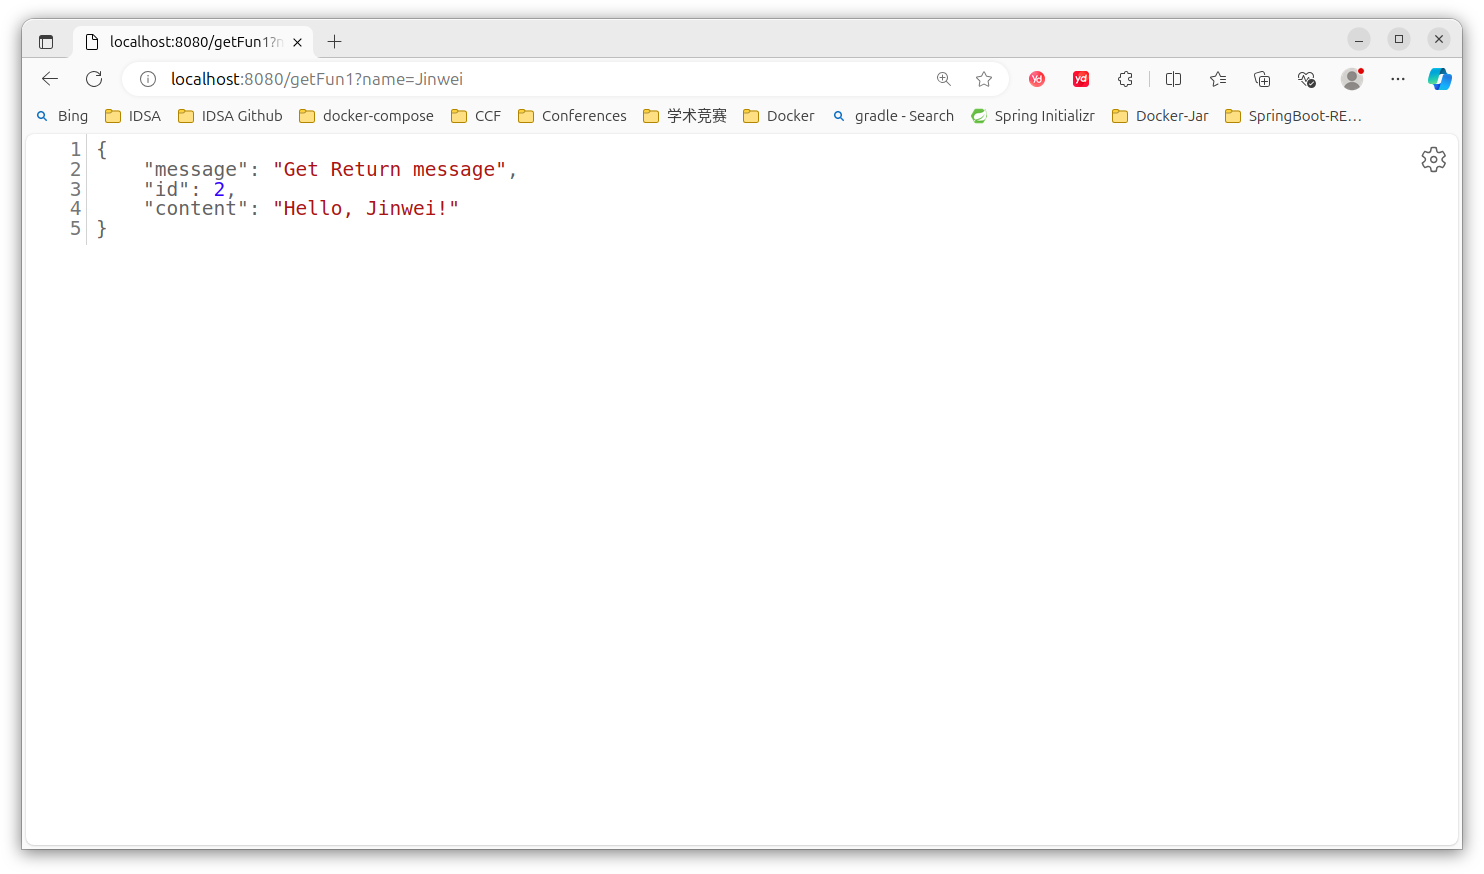 localhost:8080/getFun1?n
localhost:8080/getFun1?name=Jinwei
yd
yd
Bing IDSA IDSA Github docker-compose CCF Conferences 学术竞赛 Docker gradle - Search Spring Initializr Docker-Jar SpringBoot-RE...
1 {
2     "message": "Get Return message",
3     "id": 2,
4     "content": "Hello, Jinwei!"
5 }